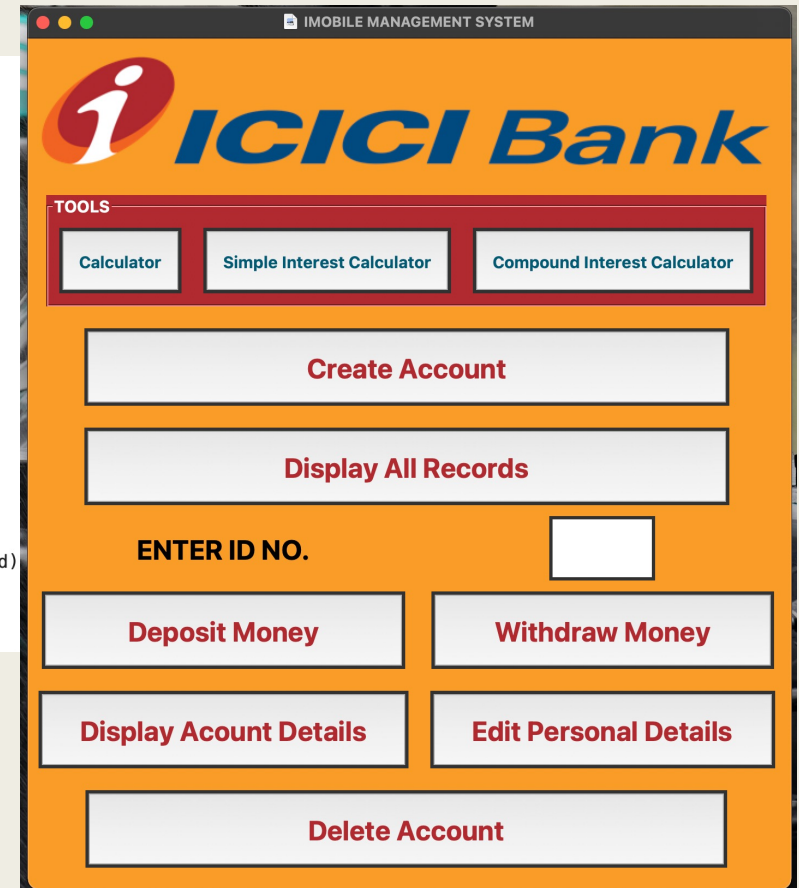 IMOBILE MANAGEMENT SYSTEM
i ICICI Bank
TOOLS
Calculator Simple Interest Calculator Compound Interest Calculator
Create Account
Display All Records
ENTER ID NO.
d)
Deposit Money Withdraw Money
Display Acount Details Edit Personal Details
Delete Account